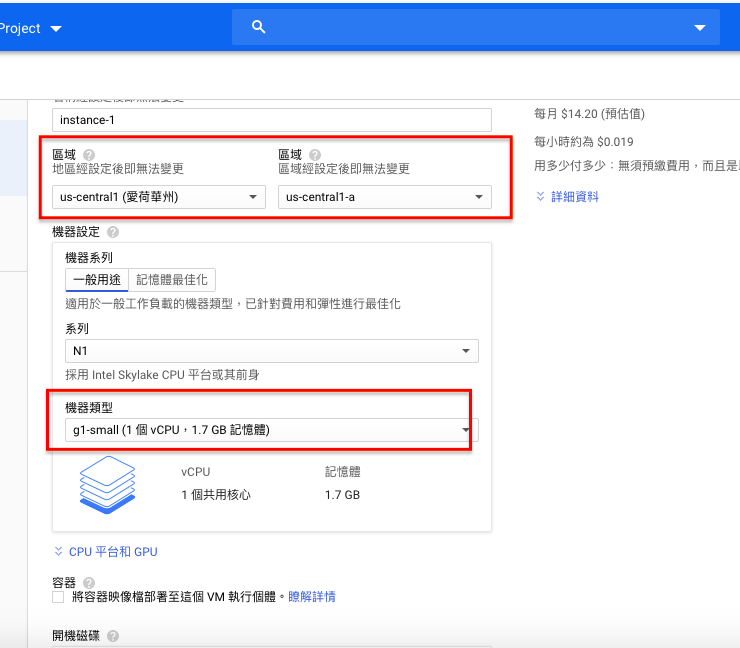 Project
每月 $14.20 (預估值)
instance-1
每小時約為 $0.019
區域
區域
地區經設定後即無法變更
區域經設定後即無法變更
用多少付多少：無須預繳費用，而且是
us-central1 (愛荷華州)
us-central1-a
詳細資料
機器設定
機器系列
一般用途
記憶體最佳化
適用於一般工作負載的機器類型，已針對費用和彈性進行最佳化
系列
N1
採用 Intel Skylake CPU 平台或其前身
機器類型
g1-small (1 個 vCPU，1.7 GB 記憶體)
vCPU
記憶體
1 個共用核心
1.7 GB
CPU 平台和 GPU
容器
將容器映像檔部署至這個 VM 執行個體。瞭解詳情
開機磁碟